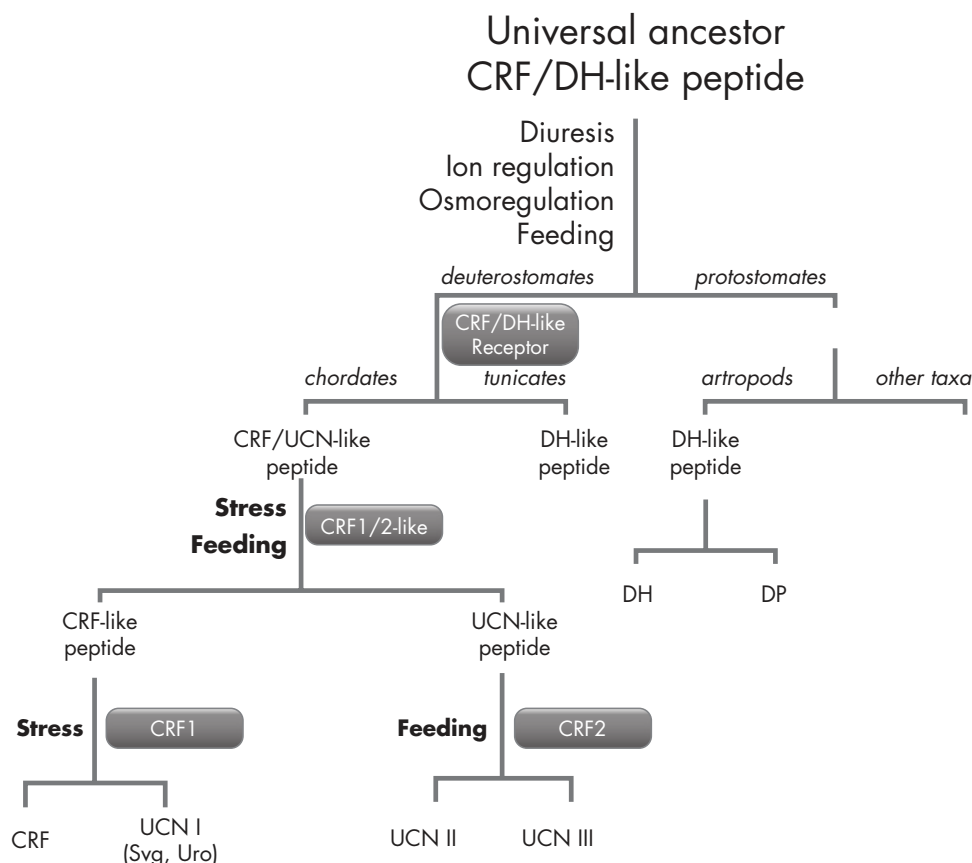 Universal ancestor
CRF/DH-like peptide
Diuresis
Ion regulation
Osmoregulation
Feeding
deuterostomates
protostomates
CRF/DH-like
Receptor
chordates
tunicates
artropods
other taxa
CRF/UCN-like
peptide
DH-like
peptide
DH-like
peptide
Stress
Feeding
CRF1/2-like
DH
DP
CRF-like
peptide
UCN-like
peptide
Stress
CRF1
Feeding
CRF2
CRF
UCN I
(Svg, Uro)
UCN II
UCN III